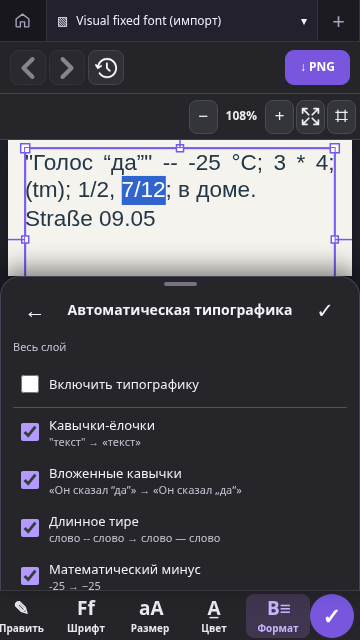 Visual fixed font (импорт)
↓ PNG
108%
"Голос “да”" -- -25 °C; 3 * 4;
(tm); 1/2, 7/12; в доме.
Straße 09.05
Автоматическая типографика
Весь слой
Включить типографику
Кавычки-ёлочки
"текст" → «текст»
Вложенные кавычки
«Он сказал “да”» → «Он сказал „да“»
Длинное тире
слово -- слово → слово — слово
Математический минус
-25 → −25
Ff аА А B≡
Править Шрифт Размер Цвет Формат